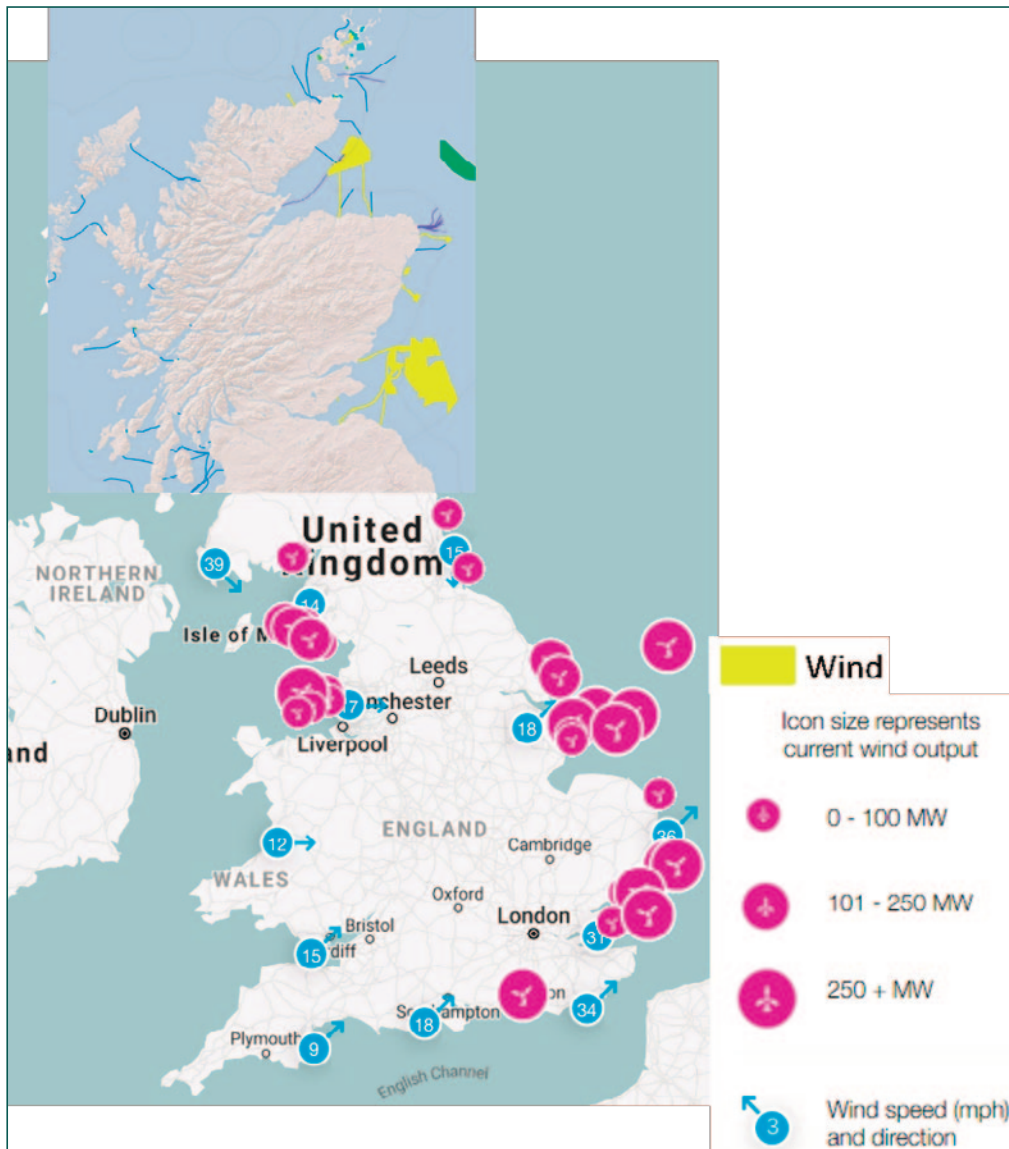 United
Kingdom
15
39
NORTHERN
IRELAND
14
Isle of M
Leeds
Dublin
17
nchester
18
Liverpool
and
ENGLAND
36
12
Cambridge
WALES
Oxford
London
Bristol
31
diff
15
on
Southampton
34
18
Plymouth
9
English Channel
Wind
Icon size represents
current wind output
0 - 100 MW
101 - 250 MW
250 + MW
3
Wind speed (mph)
and direction